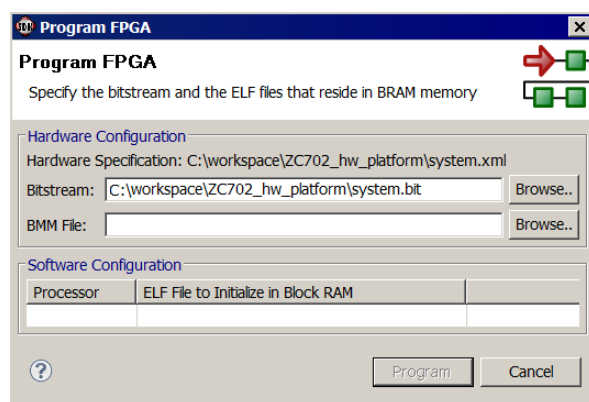 SDK Program FPGA
Program FPGA
Specify the bitstream and the ELF files that reside in BRAM memory
Hardware Configuration
Hardware Specification: C:\workspace\ZC702_hw_platform\system.xml
Bitstream: C:\workspace\ZC702_hw_platform\system.bit Browse..
BMM File: Browse..
Software Configuration
Processor ELF File to Initialize in Block RAM
? Program Cancel